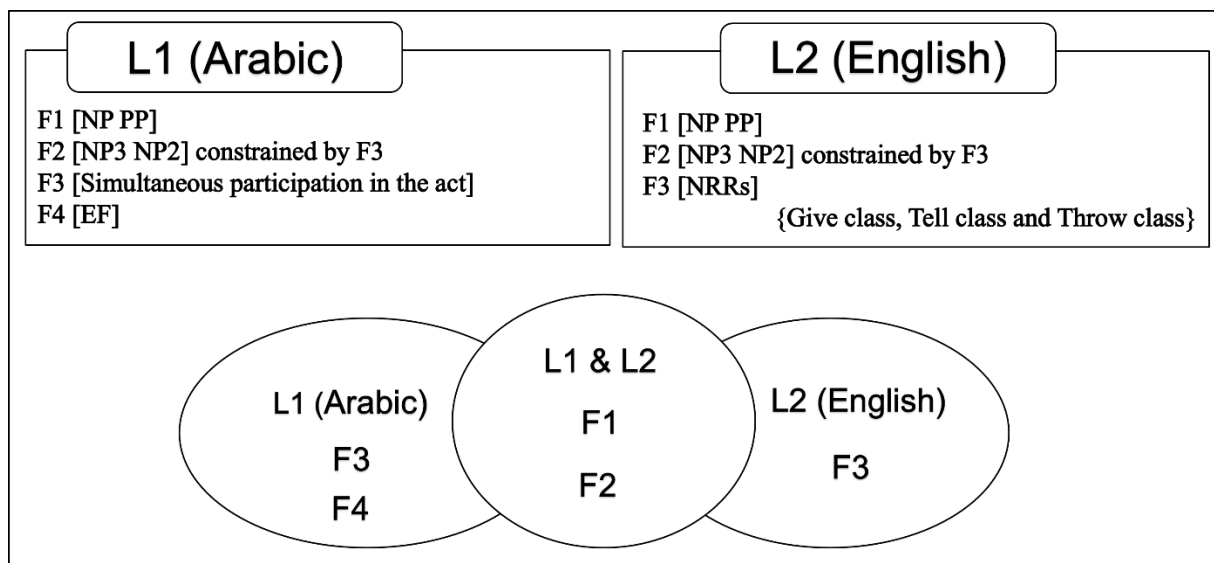 L1 (Arabic)
F1 [NP PP]
F2 [NP3 NP2] constrained by F3
F3 [Simultaneous participation in the act]
F4 [EF]
L2 (English)
F1 [NP PP]
F2 [NP3 NP2] constrained by F3
F3 [NRRs]
{Give class, Tell class and Throw class}
L1 (Arabic)
F3
F4
L1 & L2
F1
F2
L2 (English)
F3